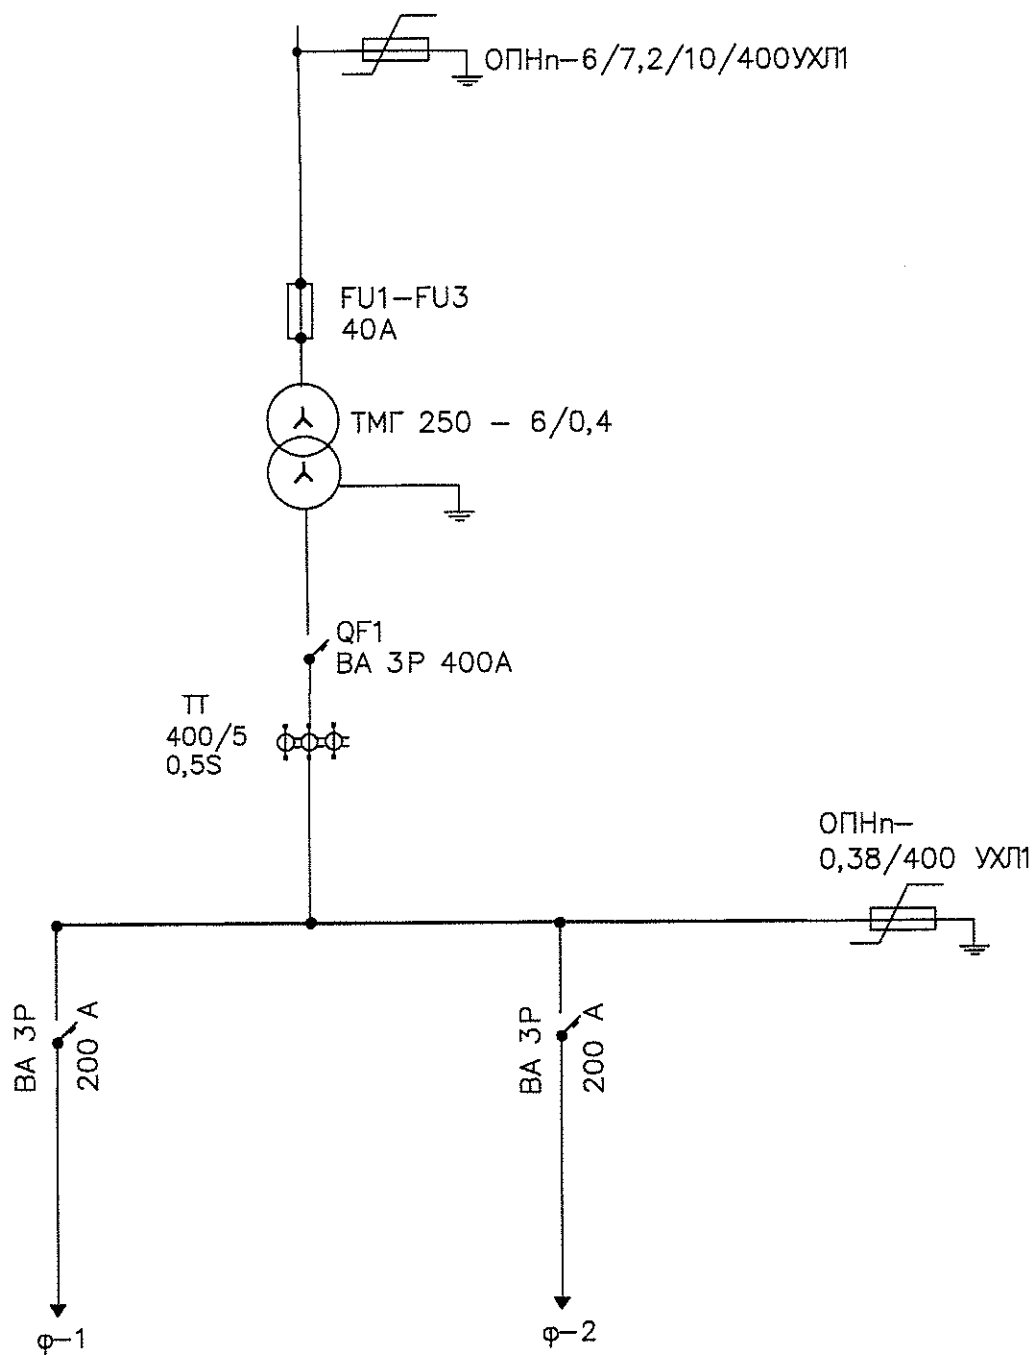 ОПНп-6/7,2/10/400УХЛ1
FU1-FU3
40А
ТМГ 250 - 6/0,4
QF1
ВА 3Р 400А
ТТ
400/5
0,5S
ОПНп-
0,38/400 УХЛ1
ВА 3Р
200 А
ВА 3Р
200 А
φ-1
φ-2